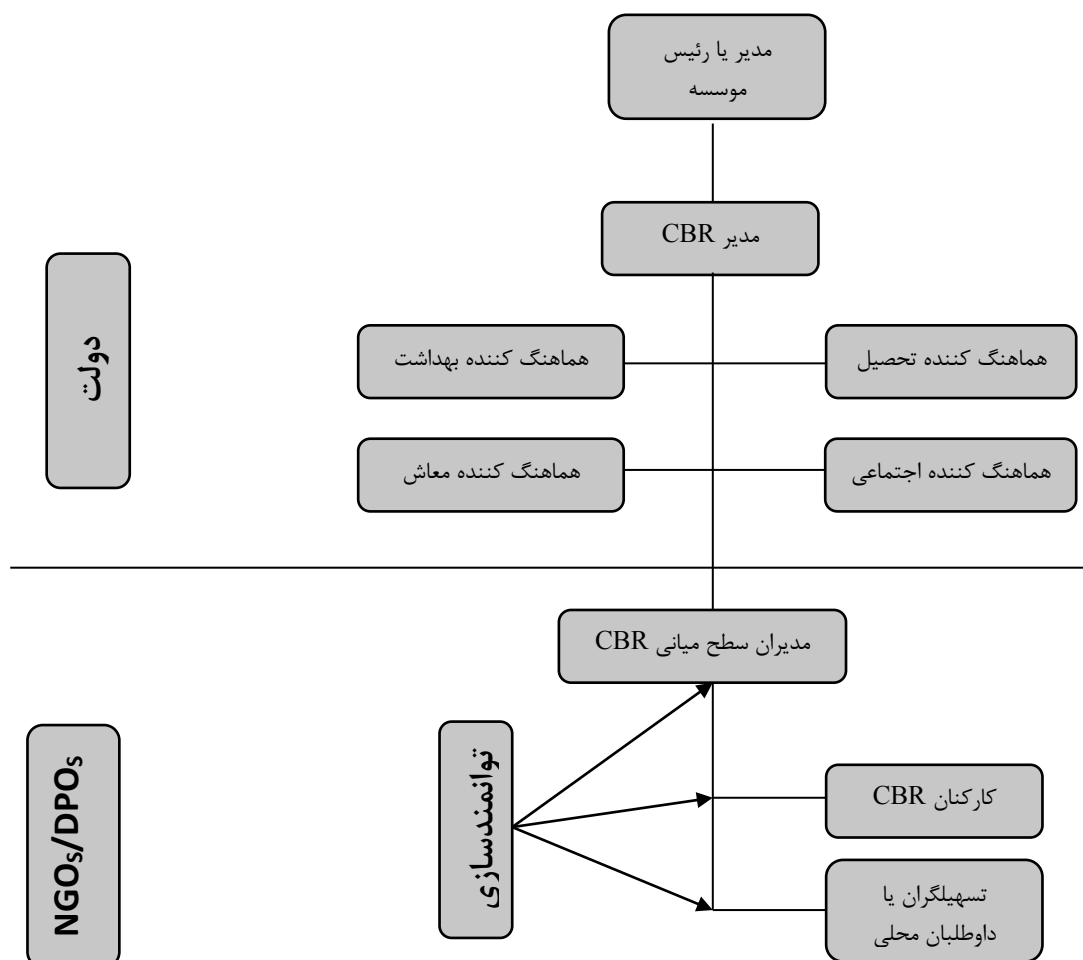 مدیر یا رئیس
موسسه
مدیر CBR
دولت
هماهنگ کننده تحصیل
هماهنگ کننده بهداشت
هماهنگ کننده اجتماعی
هماهنگ کننده معاش
مدیران سطح میانی CBR
توانمندسازی
NGOs/DPOs
کارکنان CBR
تسهیلگران یا
داوطلبان محلی